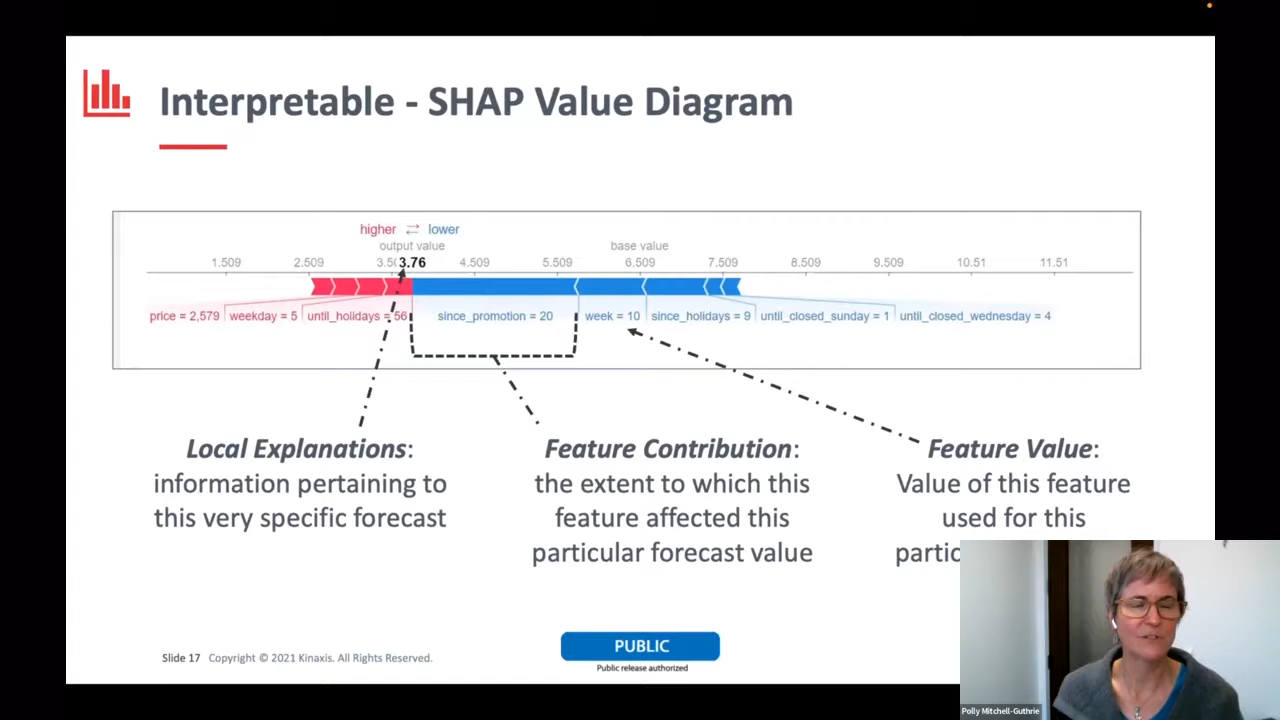 Interpretable - SHAP Value Diagram
higher ⇄ lower
output value base value
1.509 2.509 3.50 3.76 4.509 5.509 6.509 7.509 8.509 9.509 10.51 11.51
price = 2,579 weekday = 5 until_holidays = 56 since_promotion = 20 week = 10 since_holidays = 9 until_closed_sunday = 1 until_closed_wednesday = 4
Local Explanations:
information pertaining to
this very specific forecast
Feature Contribution:
the extent to which this
feature affected this
particular forecast value
Feature Value:
Value of this feature
used for this
Slide 17 Copyright © 2021 Kinaxis. All Rights Reserved.
PUBLIC
Public release authorized
Polly Mitchell-Guthrie